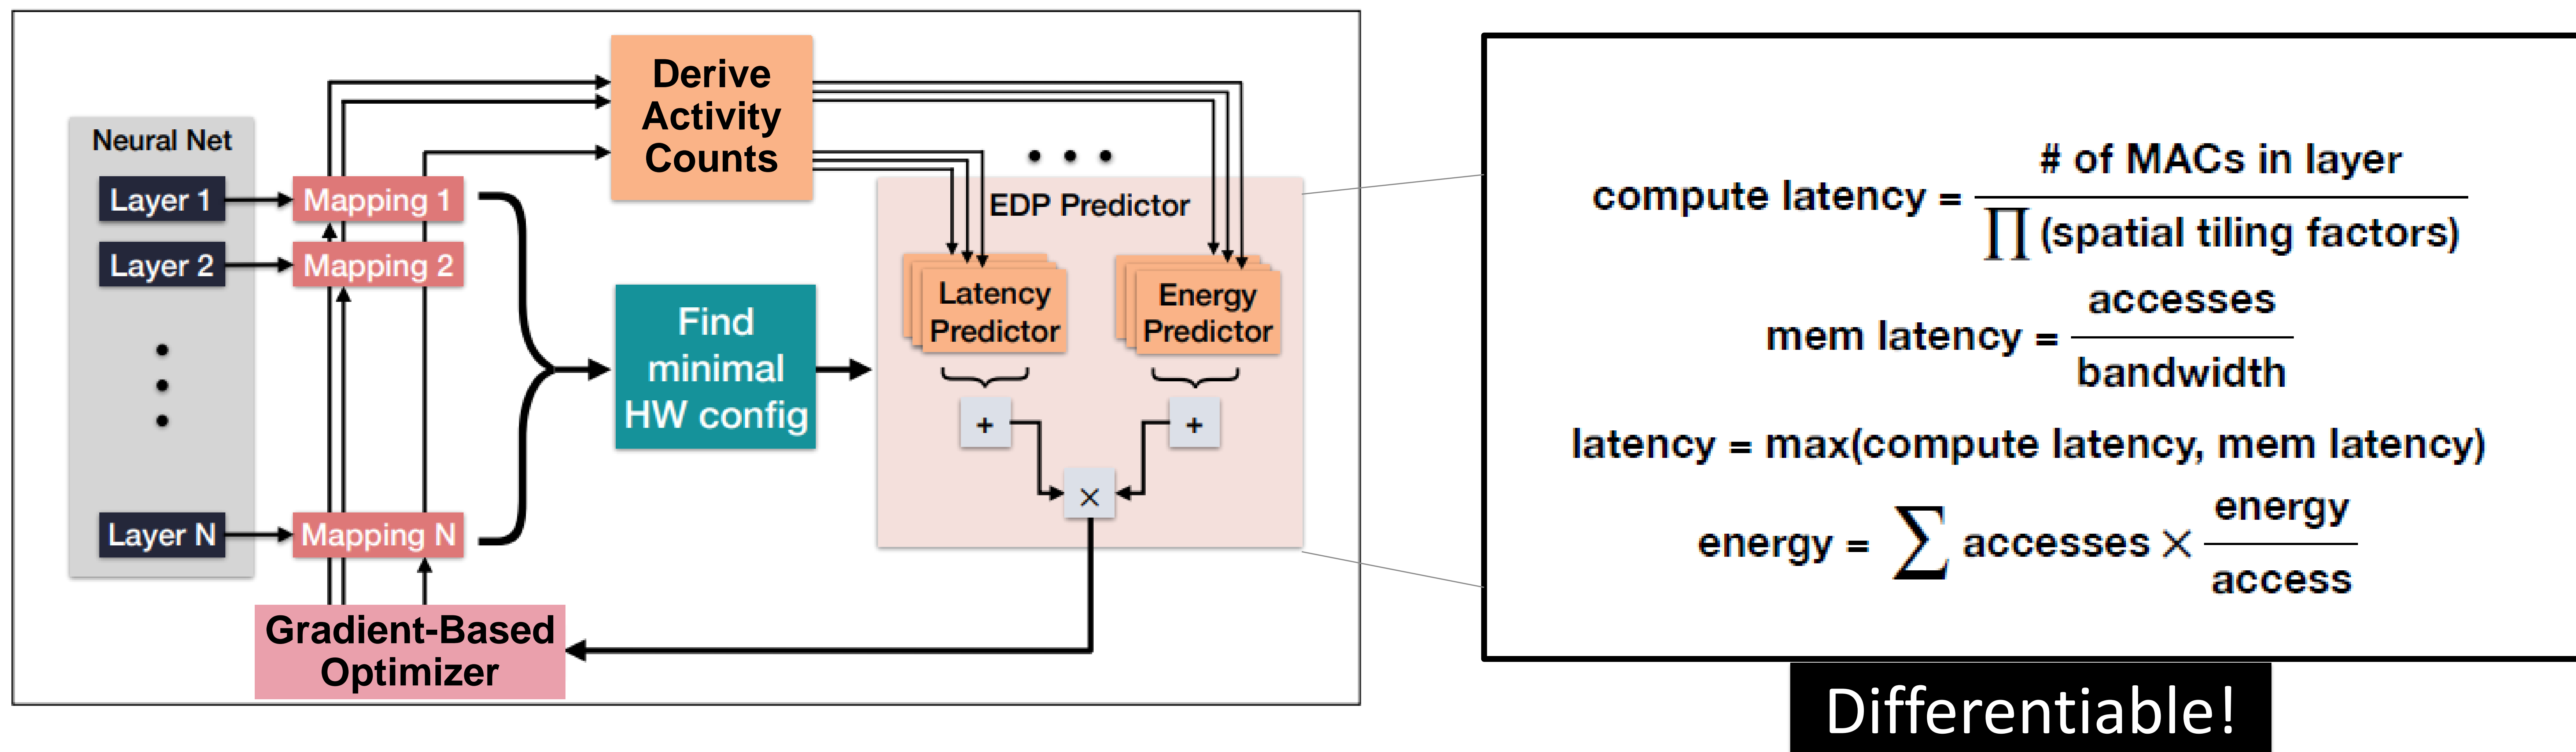 Neural Net
Layer 1
Layer 2
Layer N
Mapping 1
Mapping 2
Mapping N
Gradient-Based
Optimizer
Derive
Activity
Counts
Find
minimal
HW config
EDP Predictor
Latency
Predictor
Energy
Predictor
+
+
×
compute latency = # of MACs in layer
∏ (spatial tiling factors)
mem latency = accesses
bandwidth
latency = max(compute latency, mem latency)
energy = ∑ accesses × energy
access
Differentiable!